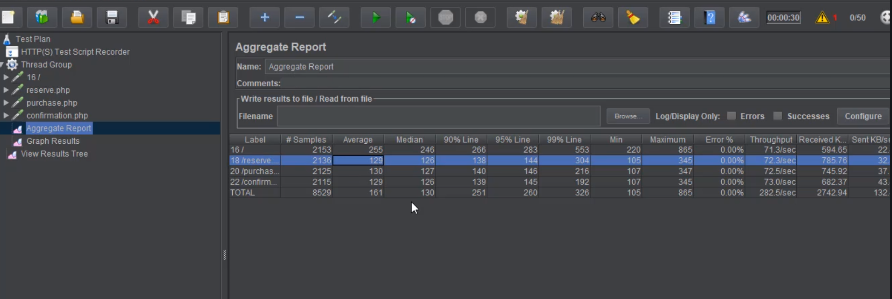 00:00:30 1 0/50
Test Plan
HTTP(S) Test Script Recorder
Thread Group
16 /
reserve.php
purchase.php
confirmation.php
Aggregate Report
Graph Results
View Results Tree
Aggregate Report
Name: Aggregate Report
Comments:
Write results to file / Read from file
Filename Browse... Log/Display Only: Errors Successes Configure
Label # Samples Average Median 90% Line 95% Line 99% Line Min Maximum Error % Throughput Received K... Sent KB/s
16 / 2153 255 246 266 283 553 220 865 0.00% 71.3/sec 594.65 22.
18 /reserve... 2136 129 126 138 144 304 105 345 0.00% 72.3/sec 785.76 32.
20 /purchas... 2125 130 127 140 146 216 107 347 0.00% 72.5/sec 745.92 37.
22 /confirm... 2115 129 126 139 145 192 107 345 0.00% 73.0/sec 682.37 43.
TOTAL 8529 161 130 251 260 326 105 865 0.00% 282.5/sec 2742.94 132.